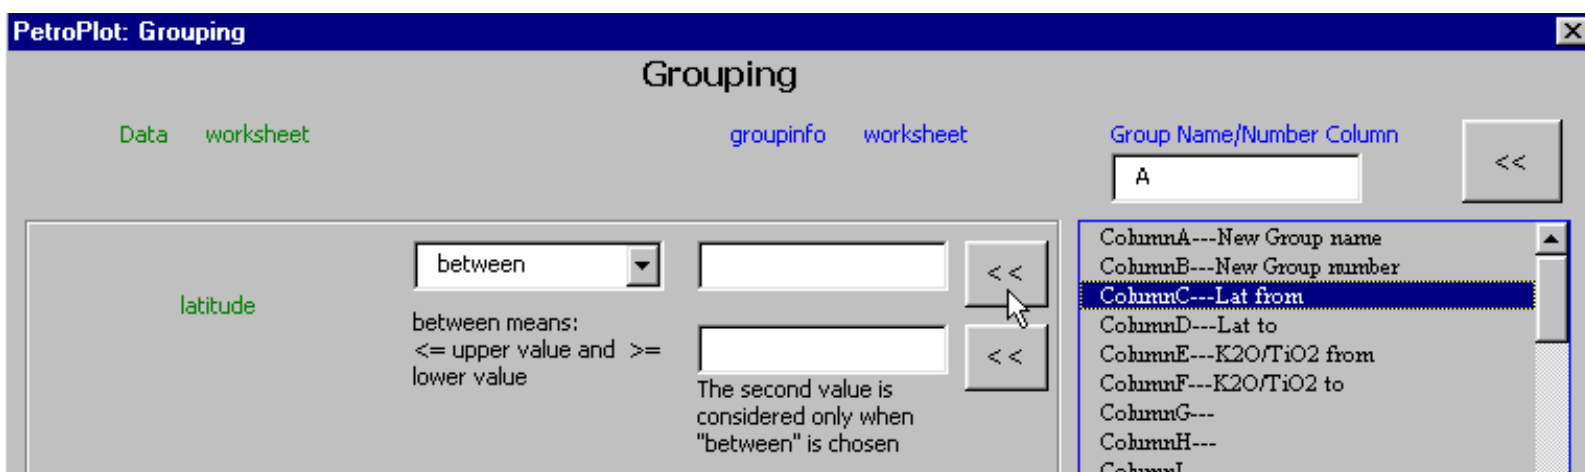 PetroPlot: Grouping
Grouping
Data worksheet
groupinfo worksheet
Group Name/Number Column
A
<<
between
<<
latitude
between means:
<= upper value and >=
lower value
<<
The second value is
considered only when
"between" is chosen
ColumnA---New Group name
ColumnB---New Group number
ColumnC---Lat from
ColumnD---Lat to
ColumnE---K2O/TiO2 from
ColumnF---K2O/TiO2 to
ColumnG---
ColumnH---